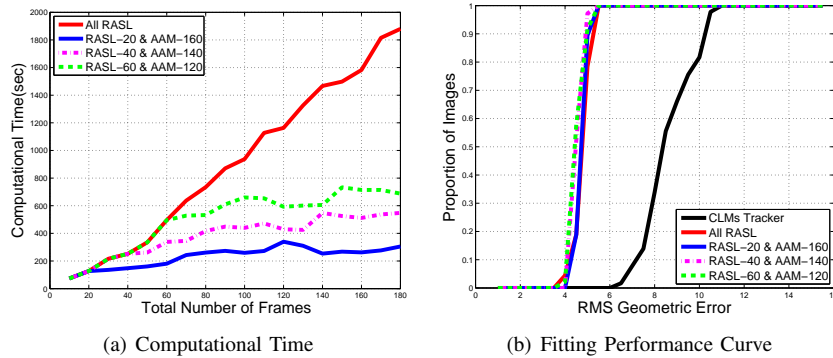 2000
1800
1600
1400
1200
1000
800
600
400
200
0
Computational Time(sec)
All RASL
RASL−20 & AAM−160
RASL−40 & AAM−140
RASL−60 & AAM−120
0 20 40 60 80 100 120 140 160 180
Total Number of Frames
(a) Computational Time
1
0.9
0.8
0.7
0.6
0.5
0.4
0.3
0.2
0.1
0
Proportion of Images
CLMs Tracker
All RASL
RASL−20 & AAM−160
RASL−40 & AAM−140
RASL−60 & AAM−120
0 2 4 6 8 10 12 14 16
RMS Geometric Error
(b) Fitting Performance Curve